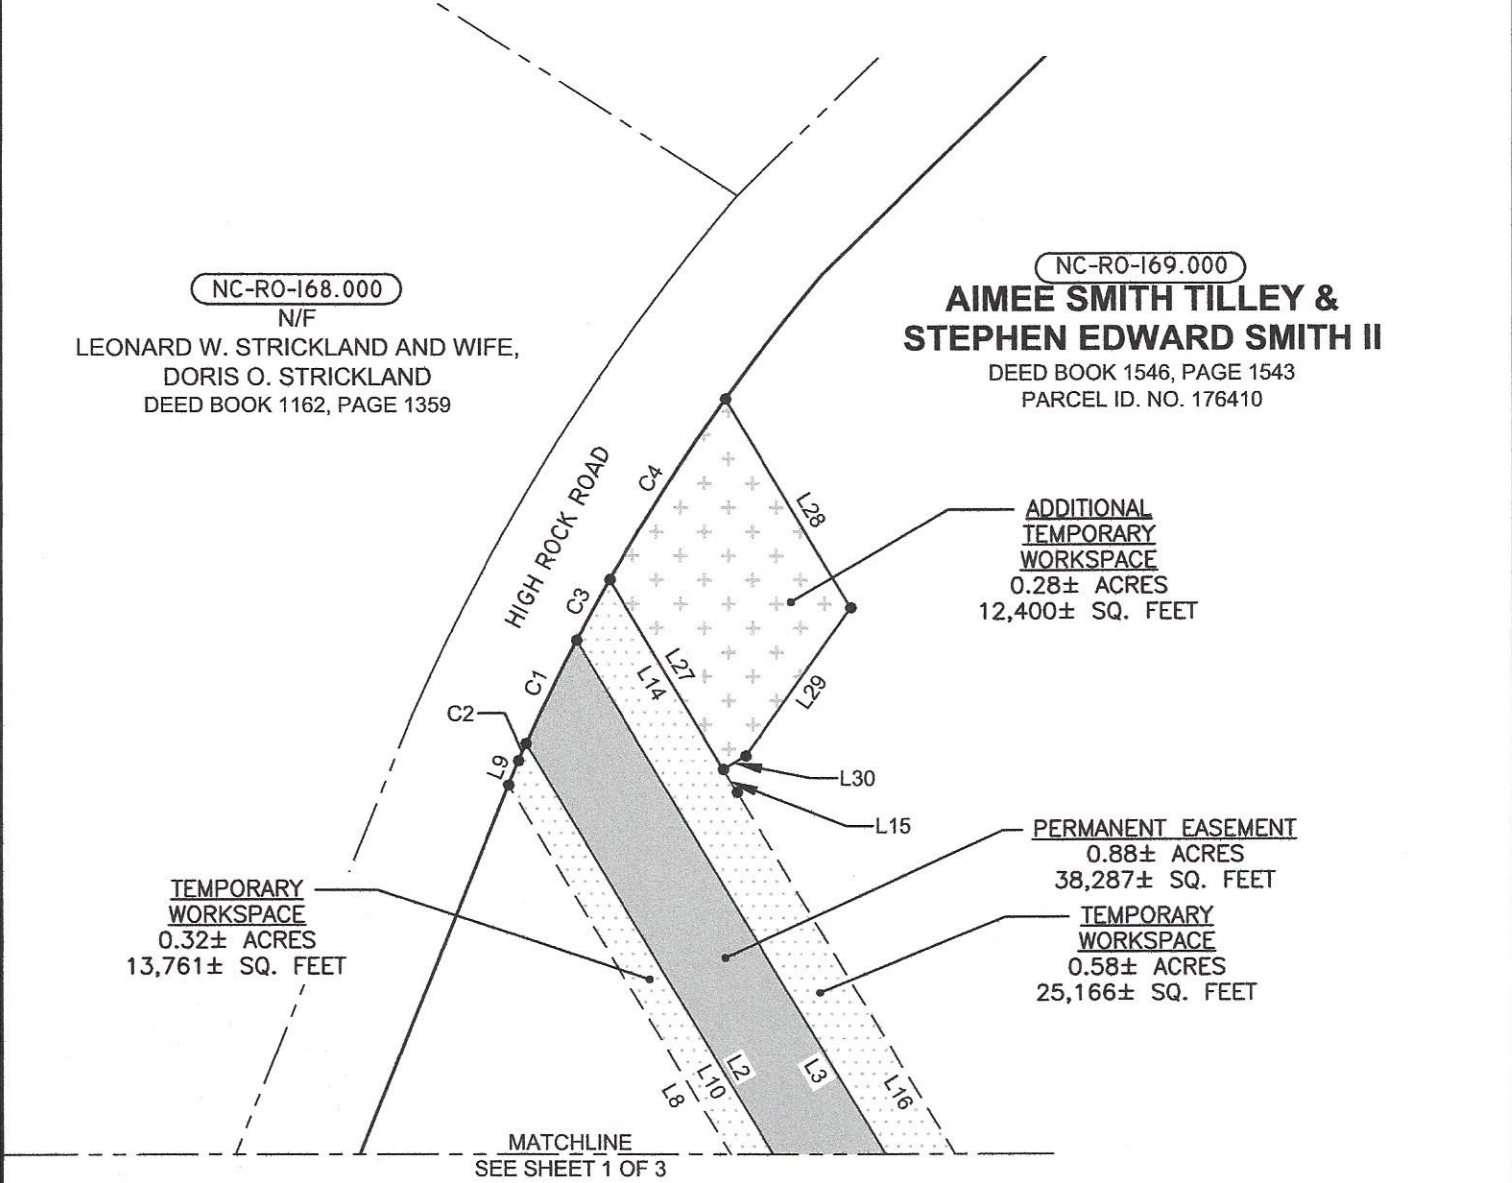 NC-RO-169.000
AIMEE SMITH TILLEY &
STEPHEN EDWARD SMITH II
DEED BOOK 1546, PAGE 1543
PARCEL ID. NO. 176410
NC-RO-168.000
N/F
LEONARD W. STRICKLAND AND WIFE,
DORIS O. STRICKLAND
DEED BOOK 1162, PAGE 1359
HIGH ROCK ROAD
C4
L28
ADDITIONAL
TEMPORARY
WORKSPACE
0.28± ACRES
12,400± SQ. FEET
C3
L27
L14
L29
C1
C2
L9
L30
L15
PERMANENT EASEMENT
0.88± ACRES
38,287± SQ. FEET
TEMPORARY
WORKSPACE
0.32± ACRES
13,761± SQ. FEET
TEMPORARY
WORKSPACE
0.58± ACRES
25,166± SQ. FEET
L8
L10
L2
L3
L16
MATCHLINE
SEE SHEET 1 OF 3